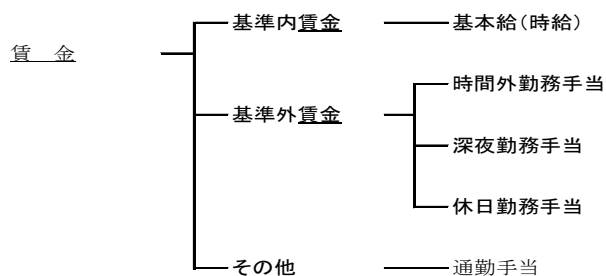 基準内賃金 基本給(時給)
賃 金
時間外勤務手当
基準外賃金
深夜勤務手当
休日勤務手当
その他 通勤手当